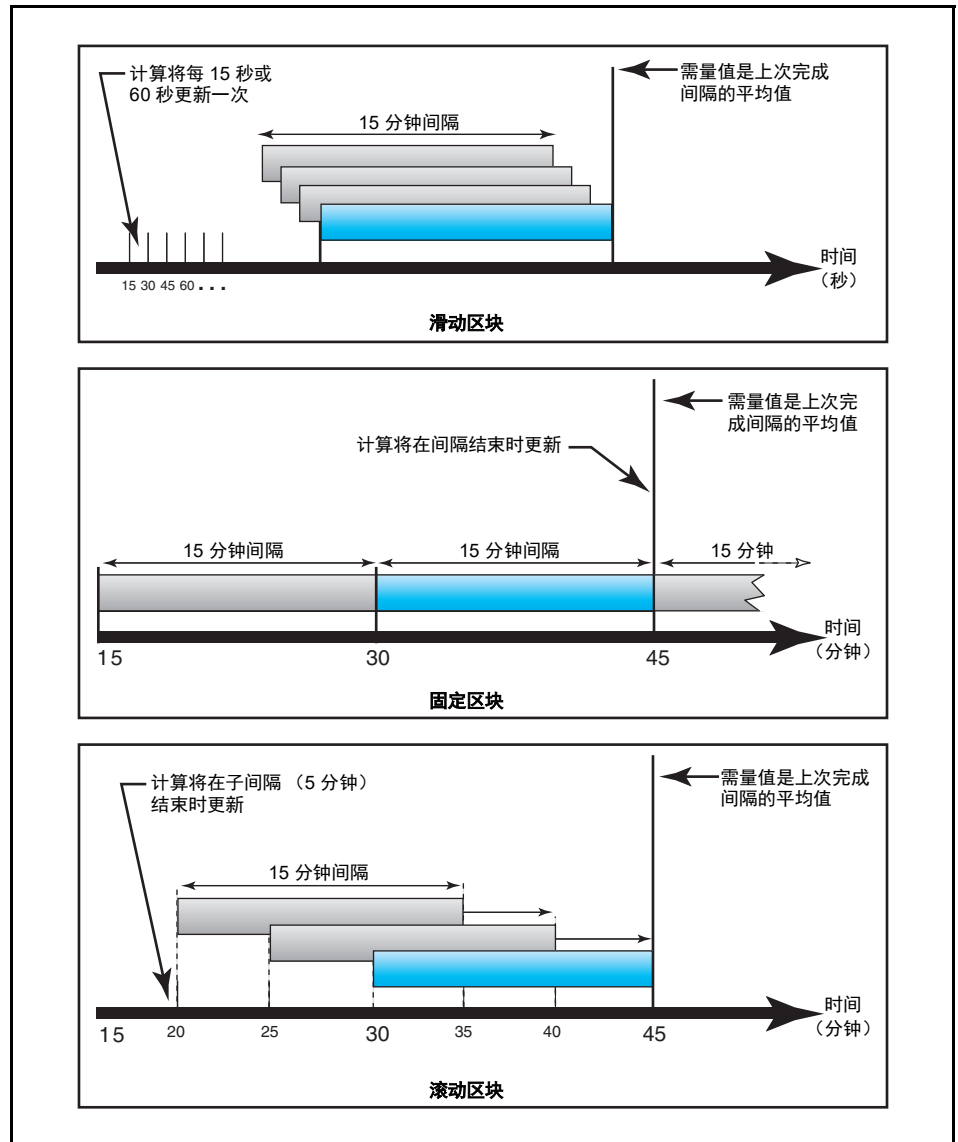 计算将每 15 秒或
60 秒更新一次
需量值是上次完成
间隔的平均值
15 分钟间隔
15 30 45 60 . . .
时间
（秒）
滑动区块
需量值是上次完
成间隔的平均值
计算将在间隔结束时更新
15 分钟间隔 15 分钟间隔 15 分钟
15 30 45
时间
（分钟）
固定区块
计算将在子间隔 （5 分钟）
结束时更新
需量值是上次完成
间隔的平均值
15 分钟间隔
15 20 25 30 35 40 45
时间
（分钟）
滚动区块